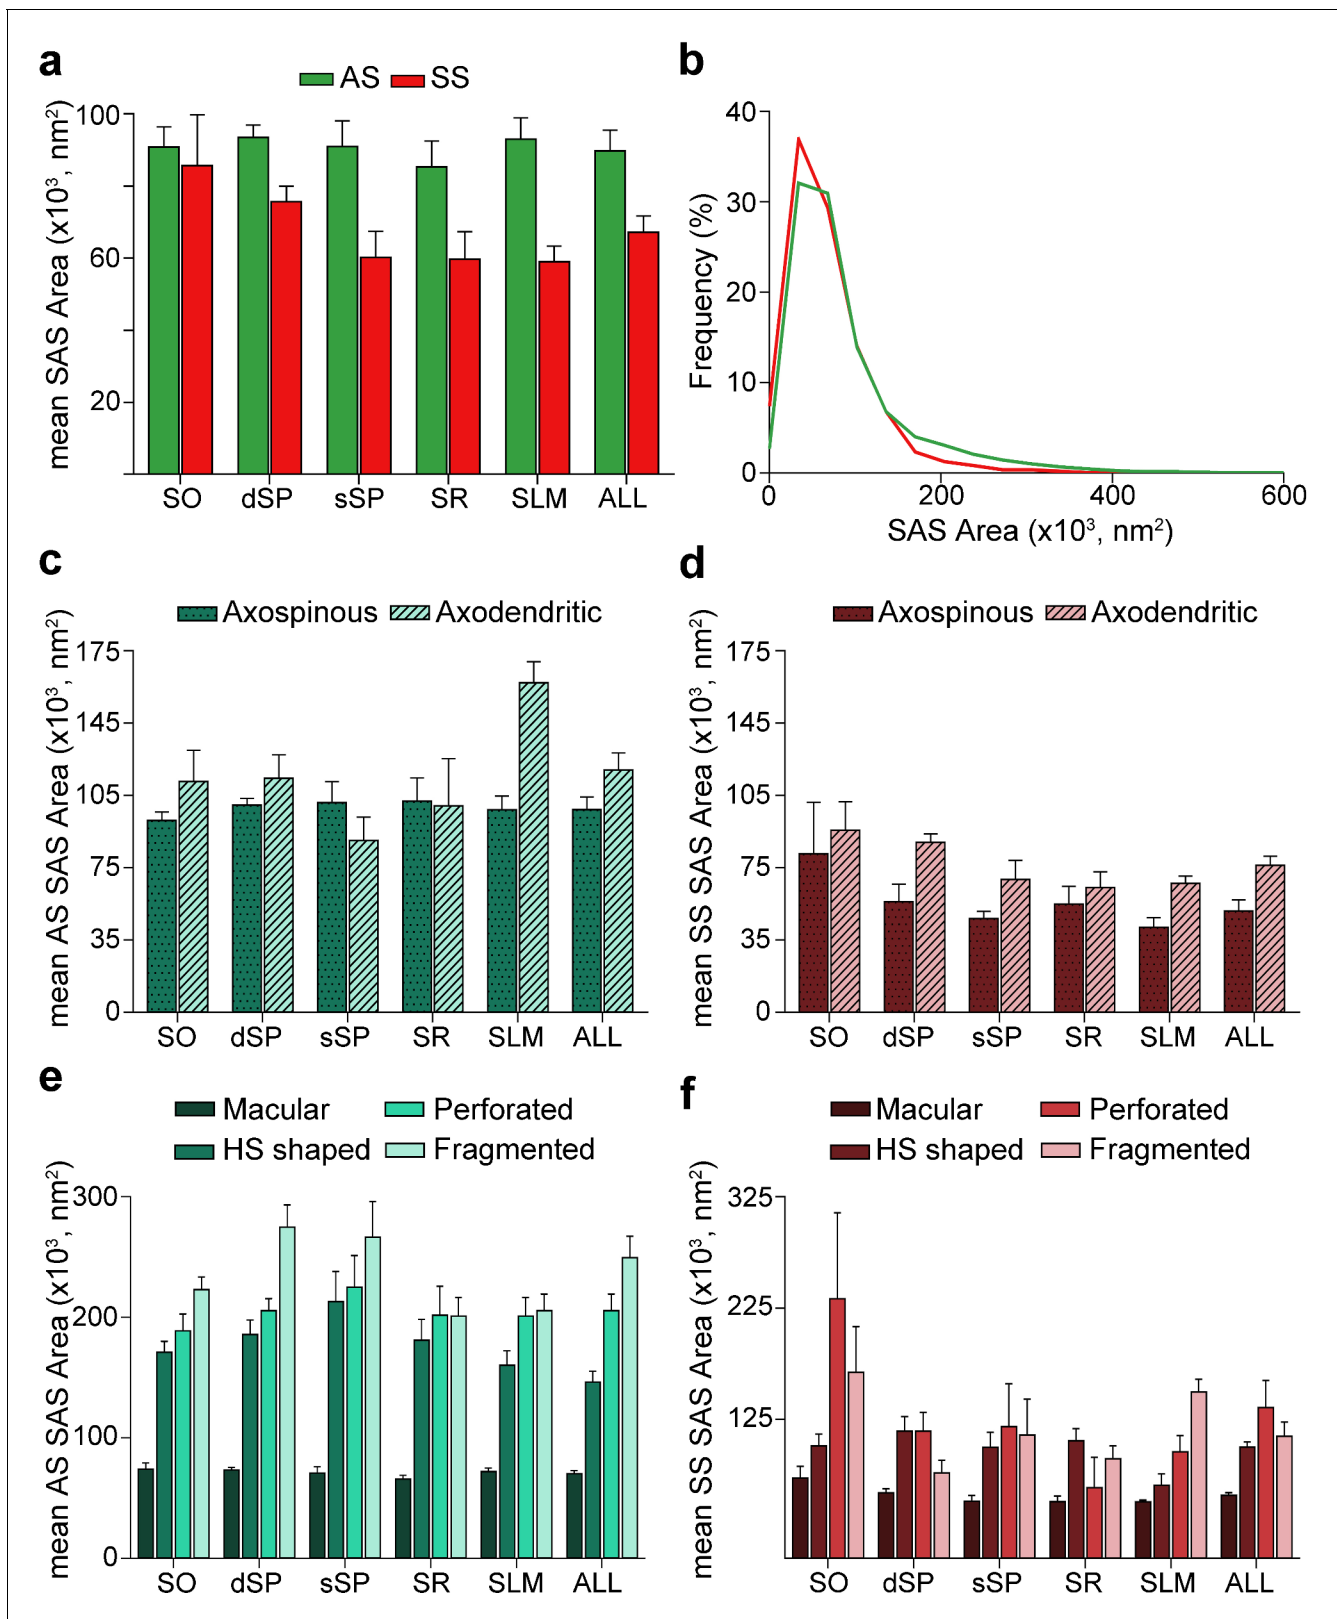 a
AS SS
mean SAS Area (x10³, nm²)
100
60
20
SO dSP sSP SR SLM ALL
b
Frequency (%)
40
30
20
10
0
0 200 400 600
SAS Area (x10³, nm²)
c
Axospinous Axodendritic
mean AS SAS Area (x10³, nm²)
175
145
105
75
35
0
SO dSP sSP SR SLM ALL
d
Axospinous Axodendritic
mean SS SAS Area (x10³, nm²)
175
145
105
75
35
0
SO dSP sSP SR SLM ALL
e
Macular Perforated
HS shaped Fragmented
mean AS SAS Area (x10³, nm²)
300
200
100
0
SO dSP sSP SR SLM ALL
f
Macular Perforated
HS shaped Fragmented
mean SS SAS Area (x10³, nm²)
325
225
125
SO dSP sSP SR SLM ALL